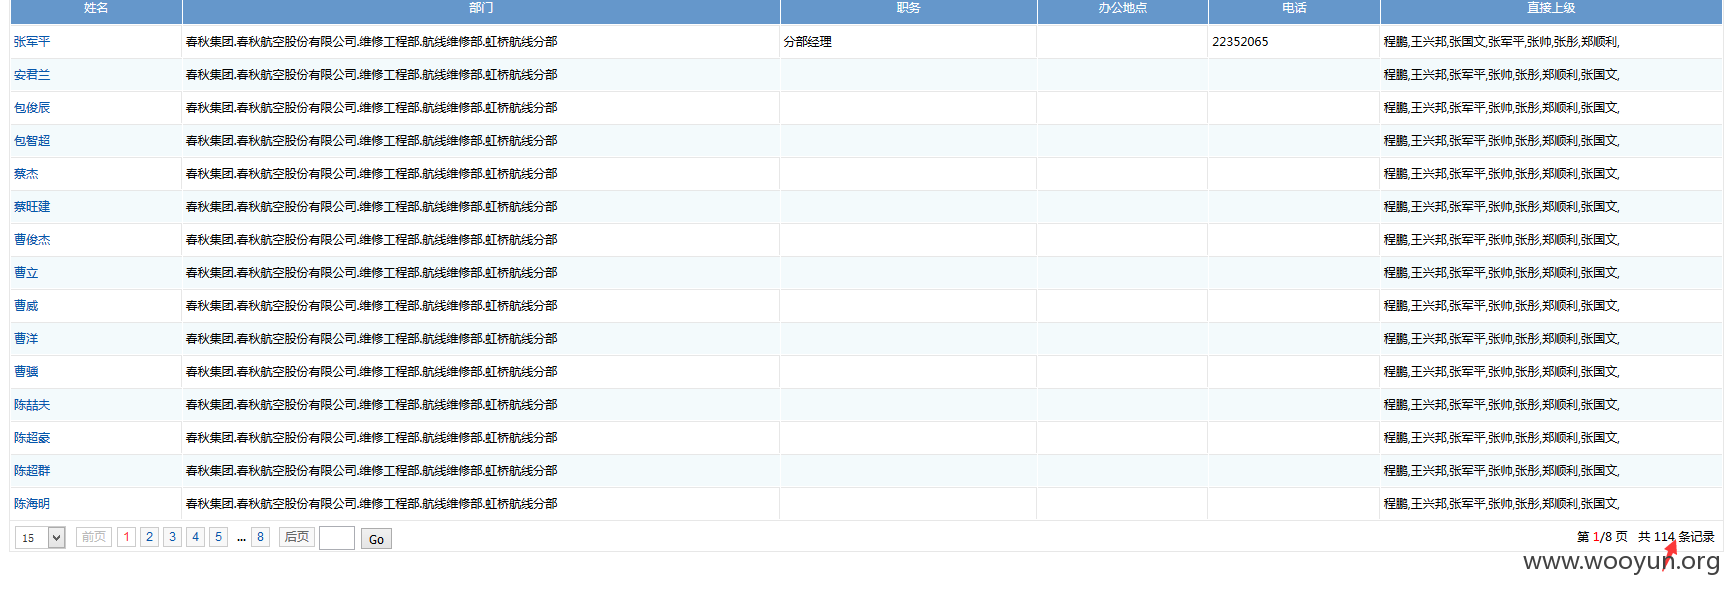 姓名 部门 职务 办公地点 电话 直接上级
张军平 春秋集团.春秋航空股份有限公司.维修工程部.航线维修部.虹桥航线分部 分部经理 22352065 程鹏,王兴邦,张国文,张军平,张帅,张彤,郑顺利,
安君兰 春秋集团.春秋航空股份有限公司.维修工程部.航线维修部.虹桥航线分部 程鹏,王兴邦,张军平,张帅,张彤,郑顺利,张国文,
包俊辰 春秋集团.春秋航空股份有限公司.维修工程部.航线维修部.虹桥航线分部 程鹏,王兴邦,张军平,张帅,张彤,郑顺利,张国文,
包智超 春秋集团.春秋航空股份有限公司.维修工程部.航线维修部.虹桥航线分部 程鹏,王兴邦,张军平,张帅,张彤,郑顺利,张国文,
蔡杰 春秋集团.春秋航空股份有限公司.维修工程部.航线维修部.虹桥航线分部 程鹏,王兴邦,张军平,张帅,张彤,郑顺利,张国文,
蔡旺建 春秋集团.春秋航空股份有限公司.维修工程部.航线维修部.虹桥航线分部 程鹏,王兴邦,张军平,张帅,张彤,郑顺利,张国文,
曹俊杰 春秋集团.春秋航空股份有限公司.维修工程部.航线维修部.虹桥航线分部 程鹏,王兴邦,张军平,张帅,张彤,郑顺利,张国文,
曹立 春秋集团.春秋航空股份有限公司.维修工程部.航线维修部.虹桥航线分部 程鹏,王兴邦,张军平,张帅,张彤,郑顺利,张国文,
曹威 春秋集团.春秋航空股份有限公司.维修工程部.航线维修部.虹桥航线分部 程鹏,王兴邦,张军平,张帅,张彤,郑顺利,张国文,
曹洋 春秋集团.春秋航空股份有限公司.维修工程部.航线维修部.虹桥航线分部 程鹏,王兴邦,张军平,张帅,张彤,郑顺利,张国文,
曹骥 春秋集团.春秋航空股份有限公司.维修工程部.航线维修部.虹桥航线分部 程鹏,王兴邦,张军平,张帅,张彤,郑顺利,张国文,
陈喆夫 春秋集团.春秋航空股份有限公司.维修工程部.航线维修部.虹桥航线分部 程鹏,王兴邦,张军平,张帅,张彤,郑顺利,张国文,
陈超豪 春秋集团.春秋航空股份有限公司.维修工程部.航线维修部.虹桥航线分部 程鹏,王兴邦,张军平,张帅,张彤,郑顺利,张国文,
陈超群 春秋集团.春秋航空股份有限公司.维修工程部.航线维修部.虹桥航线分部 程鹏,王兴邦,张军平,张帅,张彤,郑顺利,张国文,
陈海明 春秋集团.春秋航空股份有限公司.维修工程部.航线维修部.虹桥航线分部 程鹏,王兴邦,张军平,张帅,张彤,郑顺利,张国文,
15 前页 1 2 3 4 5 ... 8 后页 Go 第 1/8 页 共 114 条记录
www.wooyun.org